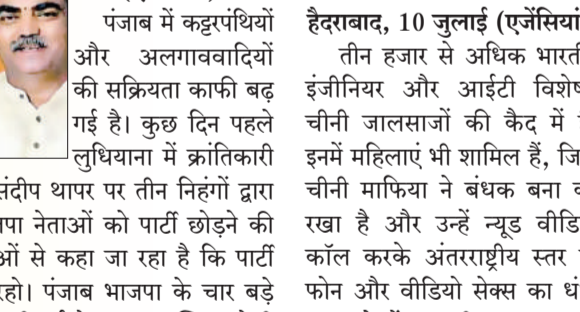 पंजाब में कट्टरपंथियों
और अलगाववादियों
की सक्रियता काफी बढ़
गई है। कुछ दिन पहले
लुधियाना में क्रांतिकारी
संदीप थापर पर तीन निहंगों द्वारा
नेताओं को पार्टी छोड़ने की
से कहा जा रहा है कि पार्टी
रहो। पंजाब भाजपा के चार बड़े
हैदराबाद, 10 जुलाई (एजेंसियां
तीन हजार से अधिक
इंजीनियर और आईटी
चीनी जालसाजों की कैद में
इनमें महिलाएं भी शामिल हैं,
चीनी माफिया ने बंधक बना
रखा है और उन्हें न्यूड
कॉल करके अंतरराष्ट्रीय स्तर
फोन और वीडियो सेक्स का